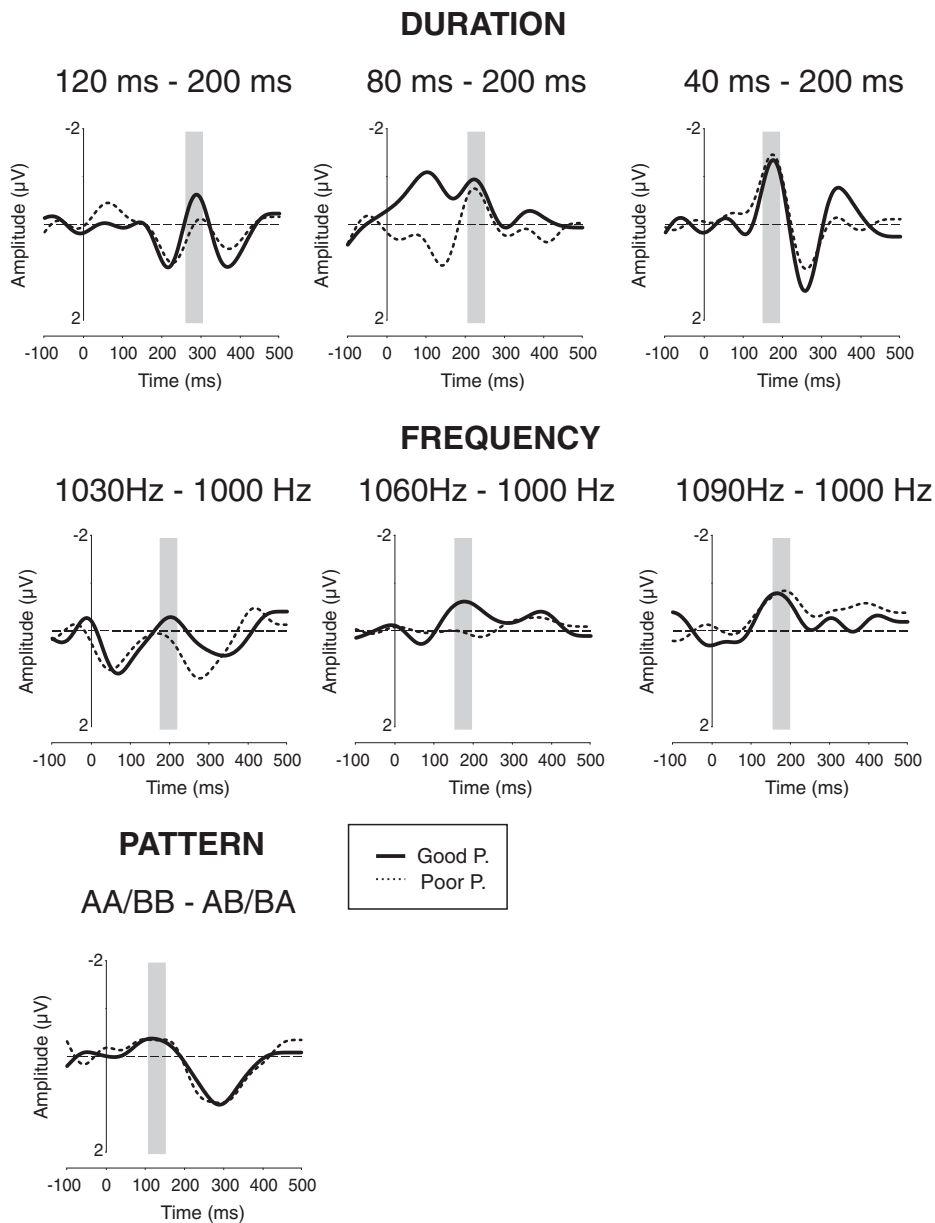 DURATION
120 ms - 200 ms
80 ms - 200 ms
40 ms - 200 ms
-2
Amplitude (µV)
2
-100 0 100 200 300 400 500
Time (ms)
-2
Amplitude (µV)
2
-100 0 100 200 300 400 500
Time (ms)
-2
Amplitude (µV)
2
-100 0 100 200 300 400 500
Time (ms)
FREQUENCY
1030Hz - 1000 Hz
1060Hz - 1000 Hz
1090Hz - 1000 Hz
-2
Amplitude (µV)
2
-100 0 100 200 300 400 500
Time (ms)
-2
Amplitude (µV)
2
-100 0 100 200 300 400 500
Time (ms)
-2
Amplitude (µV)
2
-100 0 100 200 300 400 500
Time (ms)
PATTERN
AA/BB - AB/BA
Good P.
Poor P.
-2
Amplitude (µV)
2
-100 0 100 200 300 400 500
Time (ms)